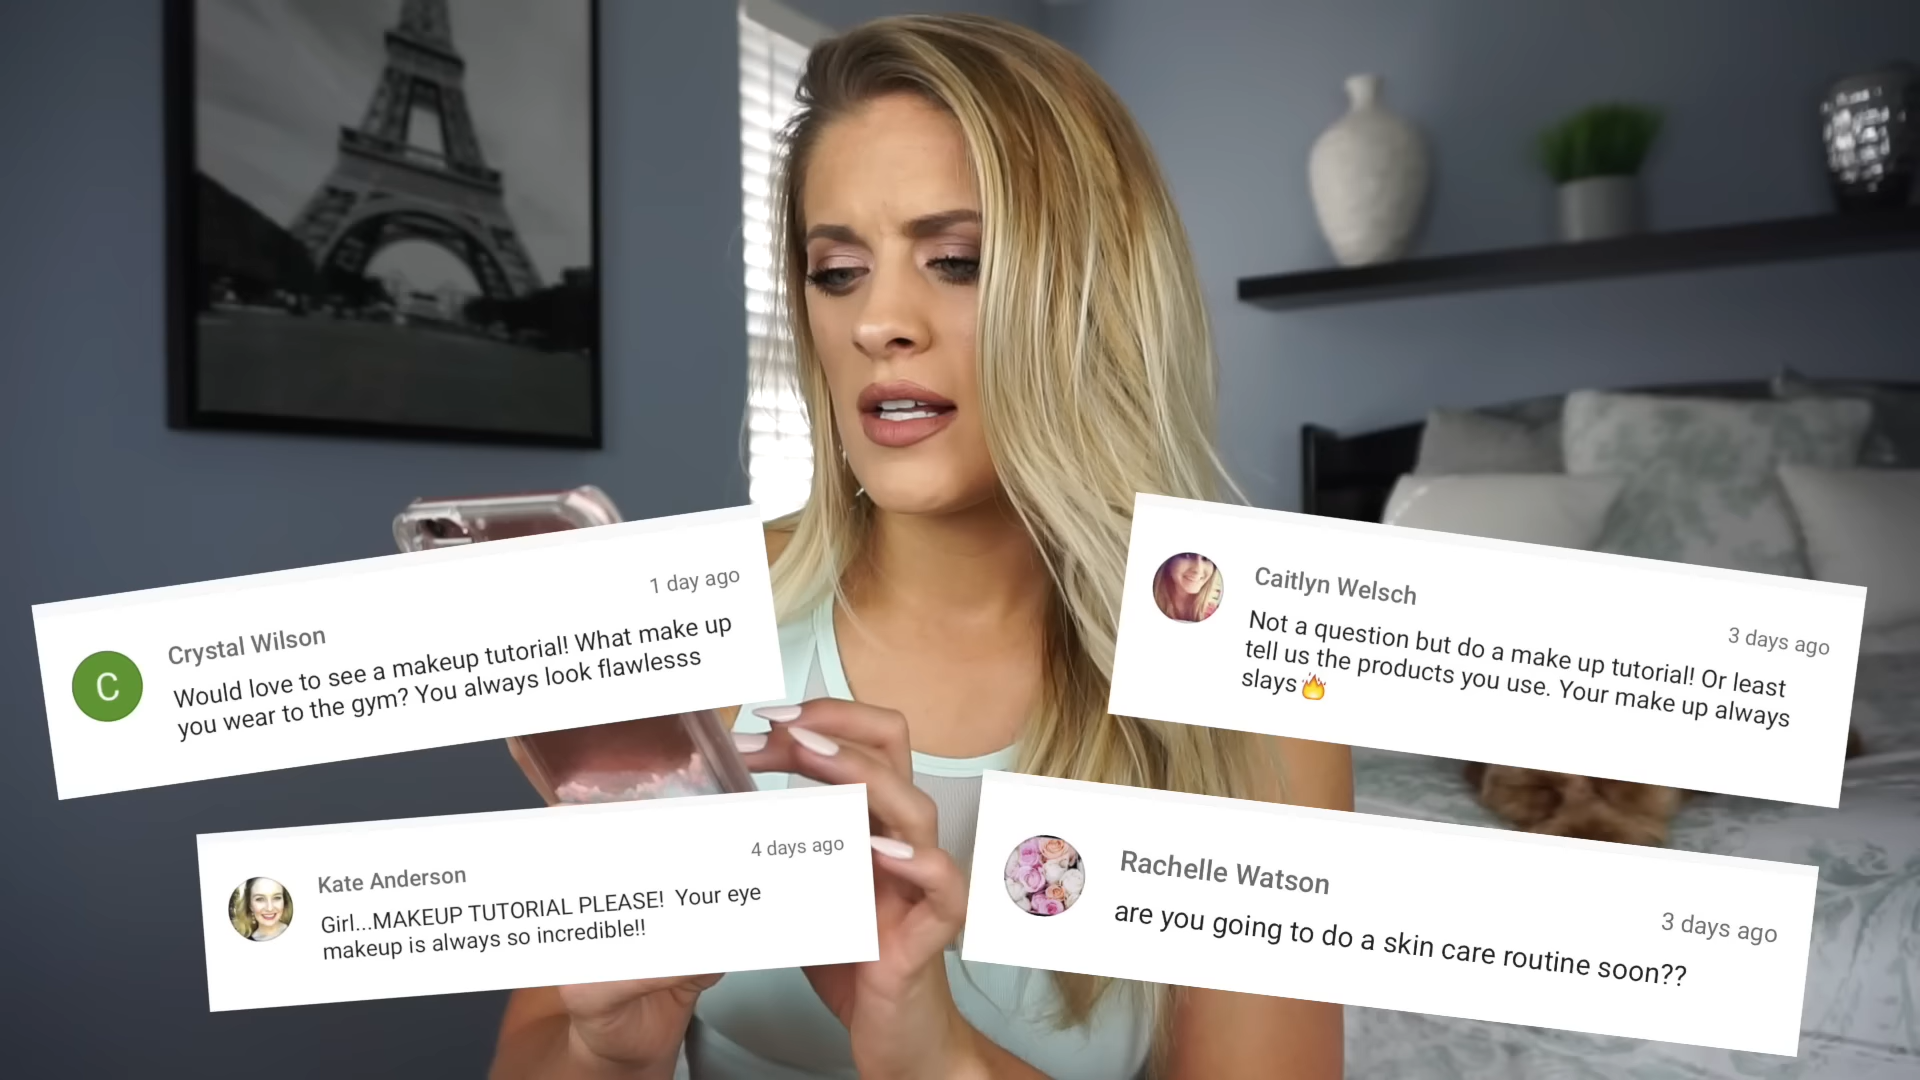 1 day ago
C
Crystal Wilson
Would love to see a makeup tutorial! What make up
you wear to the gym? You always look flawlesss
Caitlyn Welsch
3 days ago
Not a question but do a make up tutorial! Or least
tell us the products you use. Your make up always
slays🔥
4 days ago
Kate Anderson
Girl...MAKEUP TUTORIAL PLEASE!  Your eye
makeup is always so incredible!!
Rachelle Watson
3 days ago
are you going to do a skin care routine soon??